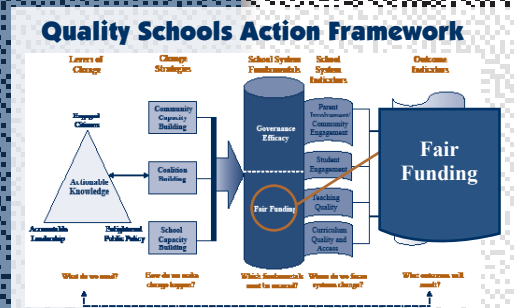 Quality Schools Action Framework
Levers of
Change
Change
Strategies
School System
Fundamentals
School
System
Indicators
Outcome
Indicators
Engaged
Citizens
Actionable
Knowledge
Accountable
Leadership
Enlightened
Public Policy
Community
Capacity
Building
Coalition
Building
School
Capacity
Building
Governance
Efficacy
Fair Funding
Parent
Involvement/
Community
Engagement
Student
Engagement
Teaching
Quality
Curriculum
Quality and
Access
Fair
Funding
What do we need?
How do we make
change happen?
Which fundamentals
must be secured?
Where do we focus
systems change?
What outcomes will
result?